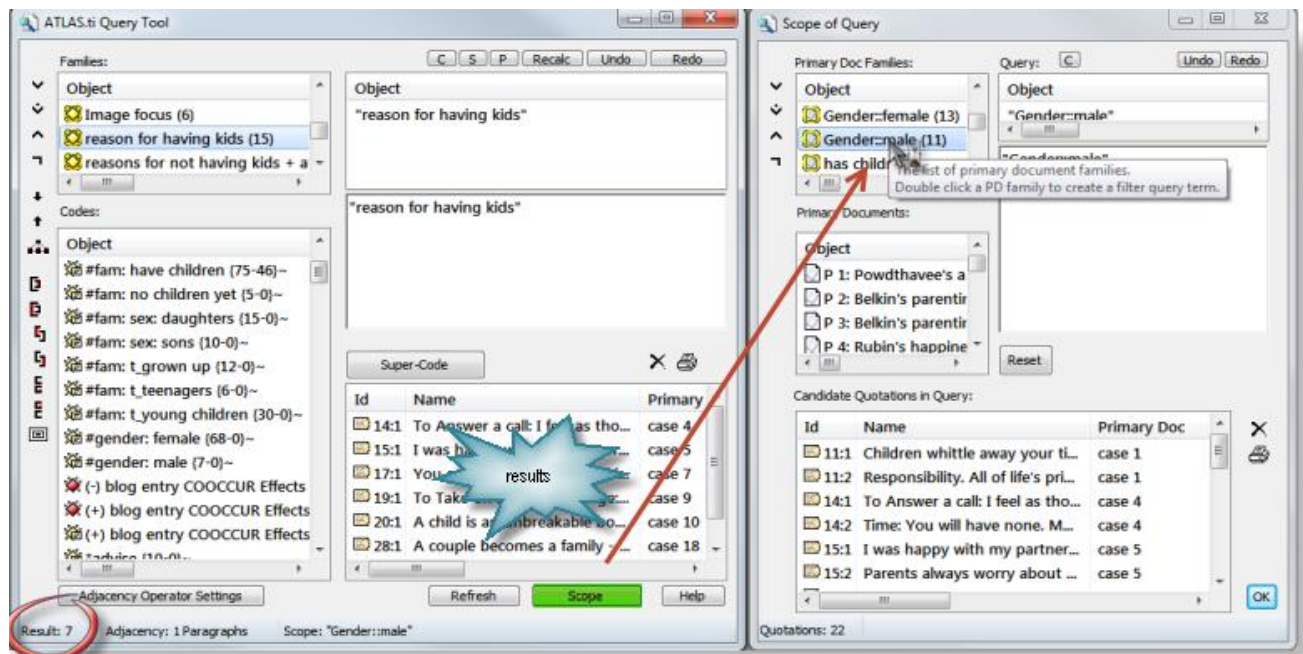 ATLAS.ti Query Tool
Families:
C S P Recalc Undo Redo
Object
Image focus (6)
reason for having kids (15)
reasons for not having kids + a
Object
"reason for having kids"
"reason for having kids"
Codes:
Object
#fam: have children {75-46}~
#fam: no children yet {5-0}~
#fam: sex: daughters {15-0}~
#fam: sex: sons {10-0}~
#fam: t_grown up {12-0}~
#fam: t_teenagers {6-0}~
#fam: t_young children {30-0}~
#gender: female {68-0}~
#gender: male {7-0}~
(-) blog entry COOCCUR Effects
(+) blog entry COOCCUR Effects
(+) blog entry COOCCUR Effects
Super-Code
Id Name Primary
14:1 To Answer a call: I feel as tho... case 4
15:1 I was case 5
17:1 You case 7
19:1 To Take case 9
20:1 A child is an unbreakable bo... case 10
28:1 A couple becomes a family - ... case 18
results
Adjacency Operator Settings
Refresh Scope Help
Result: 7 Adjacency: 1 Paragraphs Scope: "Gender::male"
Scope of Query
Primary Doc Families:
Query: C Undo Redo
Object
Gender::female (13)
Gender::male (11)
has
Object
"Gender::male"
"Gender::male"
The list of primary document families.
Double click a PD family to create a filter query term.
Primary Documents:
Object
P 1: Powdthavee's a
P 2: Belkin's parentin
P 3: Belkin's parentin
P 4: Rubin's happine
Reset
Candidate Quotations in Query:
Id Name Primary Doc
11:1 Children whittle away your ti... case 1
11:2 Responsibility. All of life's pri... case 1
14:1 To Answer a call: I feel as tho... case 4
14:2 Time: You will have none. M... case 4
15:1 I was happy with my partner... case 5
15:2 Parents always worry about ... case 5
OK
Quotations: 22